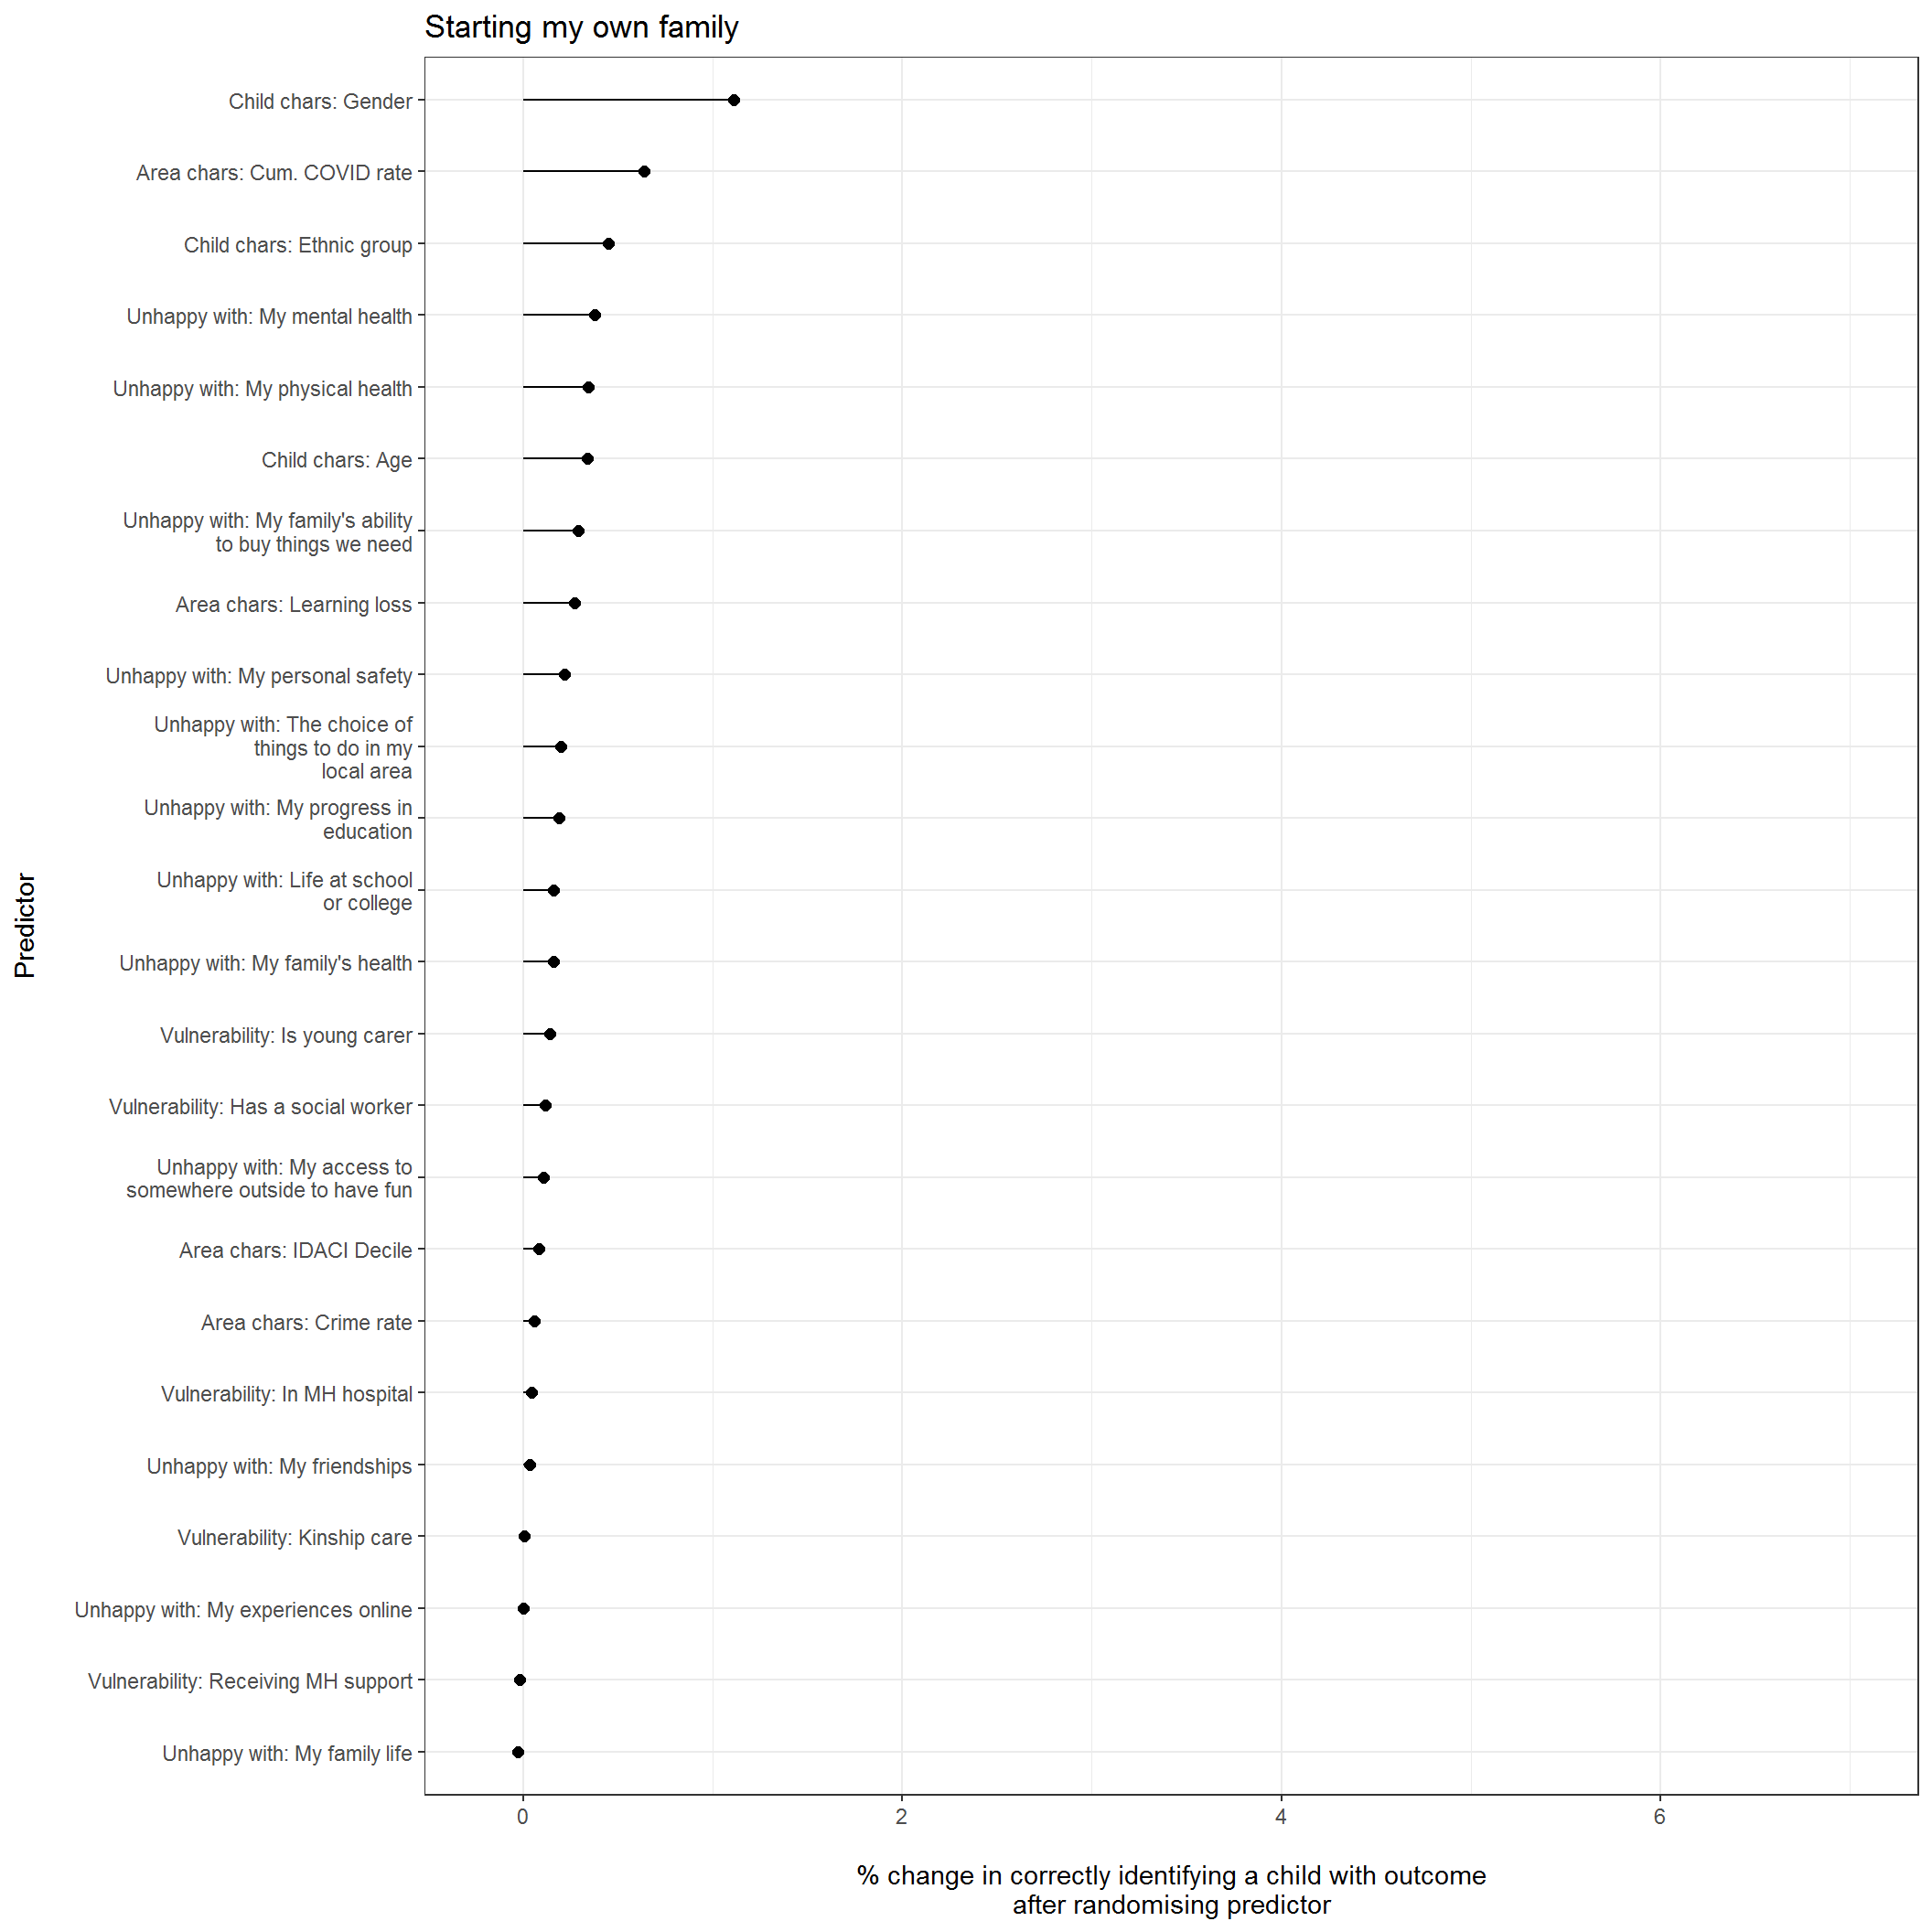 Starting my own family
Child chars: Gender
Area chars: Cum. COVID rate
Child chars: Ethnic group
Unhappy with: My mental health
Unhappy with: My physical health
Child chars: Age
Unhappy with: My family's ability
to buy things we need
Area chars: Learning loss
Unhappy with: My personal safety
Unhappy with: The choice of
things to do in my
local area
Unhappy with: My progress in
education
Unhappy with: Life at school
or college
Unhappy with: My family's health
Vulnerability: Is young carer
Vulnerability: Has a social worker
Unhappy with: My access to
somewhere outside to have fun
Area chars: IDACI Decile
Area chars: Crime rate
Vulnerability: In MH hospital
Unhappy with: My friendships
Vulnerability: Kinship care
Unhappy with: My experiences online
Vulnerability: Receiving MH support
Unhappy with: My family life
Predictor
0 2 4 6
% change in correctly identifying a child with outcome
after randomising predictor